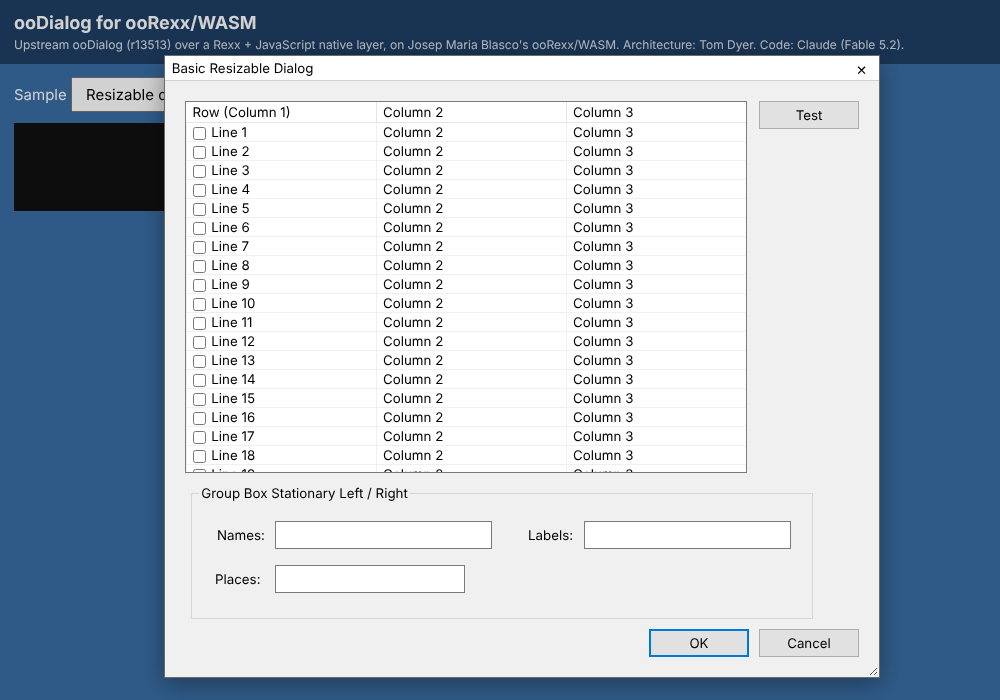 ooDialog for ooRexx/WASM
Upstream ooDialog (r13513) over a Rexx + JavaScript native layer, on Josep Maria Blasco's ooRexx/WASM. Architecture: Tom Dyer. Code: Claude (Fable 5.2).
Sample Resizable
Basic Resizable Dialog ×
Row (Column 1) Column 2 Column 3
Line 1 Column 2 Column 3
Line 2 Column 2 Column 3
Line 3 Column 2 Column 3
Line 4 Column 2 Column 3
Line 5 Column 2 Column 3
Line 6 Column 2 Column 3
Line 7 Column 2 Column 3
Line 8 Column 2 Column 3
Line 9 Column 2 Column 3
Line 10 Column 2 Column 3
Line 11 Column 2 Column 3
Line 12 Column 2 Column 3
Line 13 Column 2 Column 3
Line 14 Column 2 Column 3
Line 15 Column 2 Column 3
Line 16 Column 2 Column 3
Line 17 Column 2 Column 3
Line 18 Column 2 Column 3
Test
Group Box Stationary Left / Right
Names: Labels:
Places:
OK Cancel